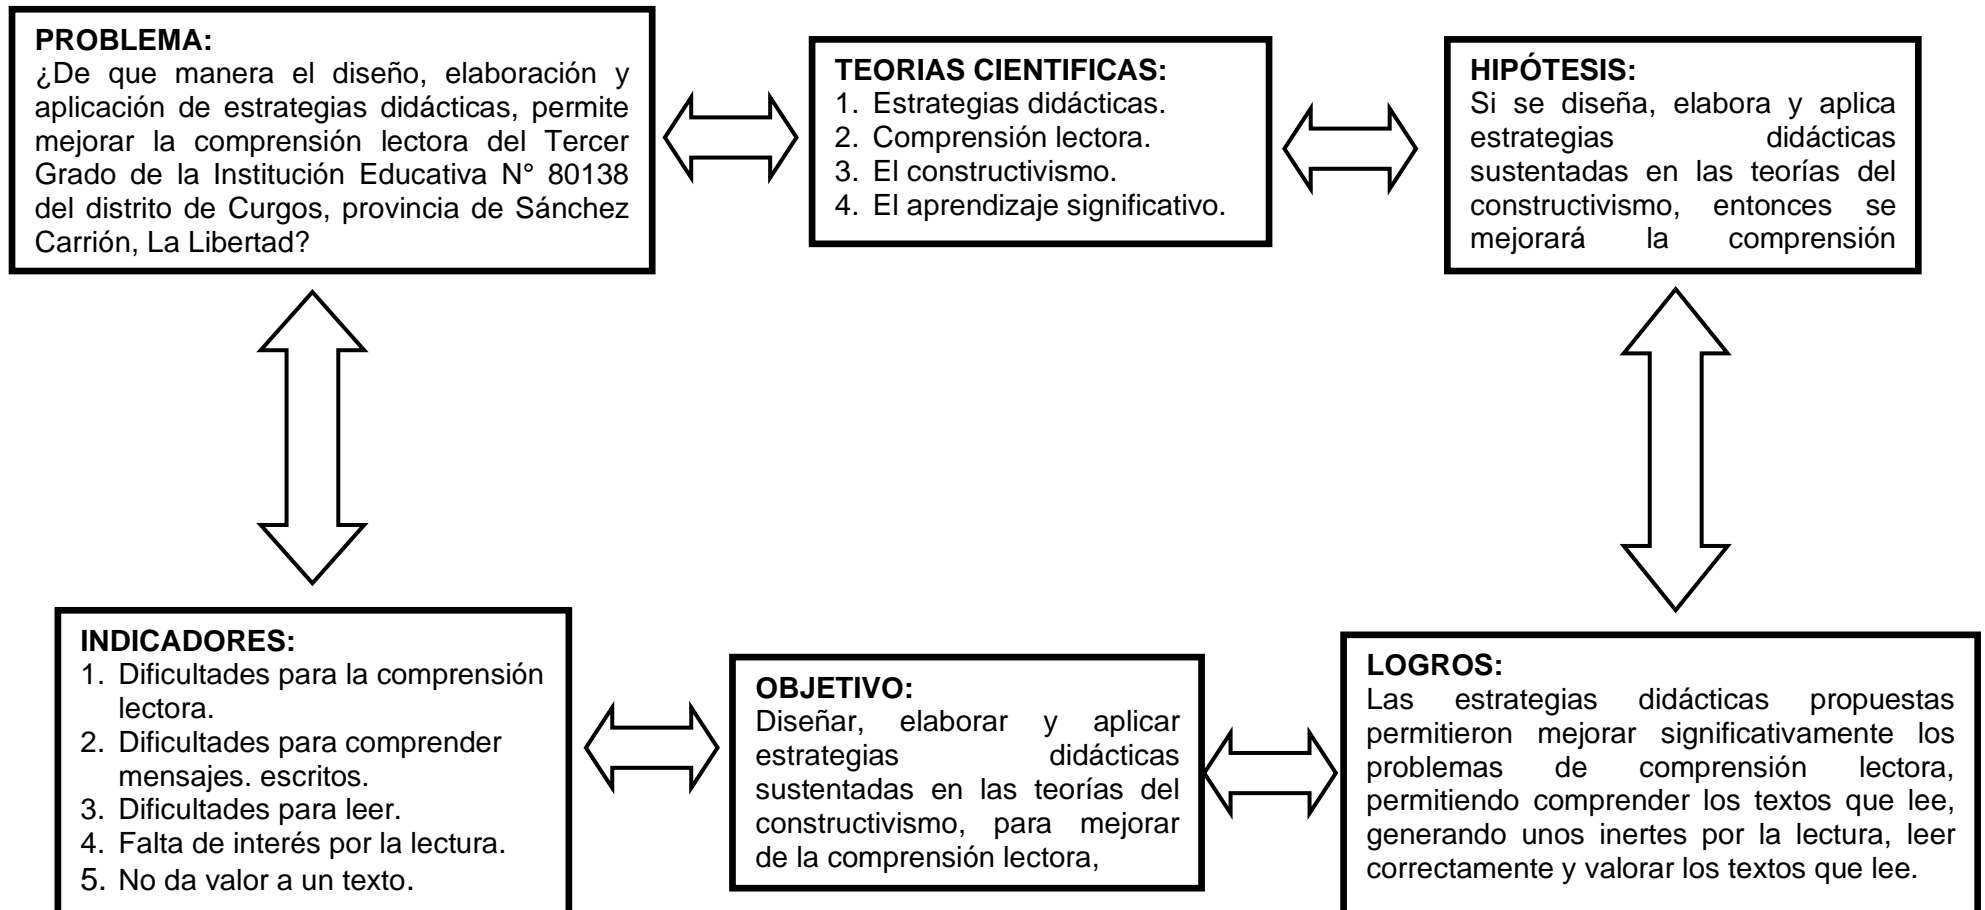 PROBLEMA:
¿De que manera el diseño, elaboración y
aplicación de estrategias didácticas, permite
mejorar la comprensión lectora del Tercer
Grado de la Institución Educativa N° 80138
del distrito de Curgos, provincia de Sánchez
Carrión, La Libertad?
TEORIAS CIENTIFICAS:
1. Estrategias didácticas.
2. Comprensión lectora.
3. El constructivismo.
4. El aprendizaje significativo.
HIPÓTESIS:
Si se diseña, elabora y aplica
estrategias didácticas
sustentadas en las teorías del
constructivismo, entonces se
mejorará la comprensión
INDICADORES:
1. Dificultades para la comprensión
lectora.
2. Dificultades para comprender
mensajes. escritos.
3. Dificultades para leer.
4. Falta de interés por la lectura.
5. No da valor a un texto.
OBJETIVO:
Diseñar, elaborar y aplicar
estrategias didácticas
sustentadas en las teorías del
constructivismo, para mejorar
de la comprensión lectora,
LOGROS:
Las estrategias didácticas propuestas
permitieron mejorar significativamente los
problemas de comprensión lectora,
permitiendo comprender los textos que lee,
generando unos inertes por la lectura, leer
correctamente y valorar los textos que lee.